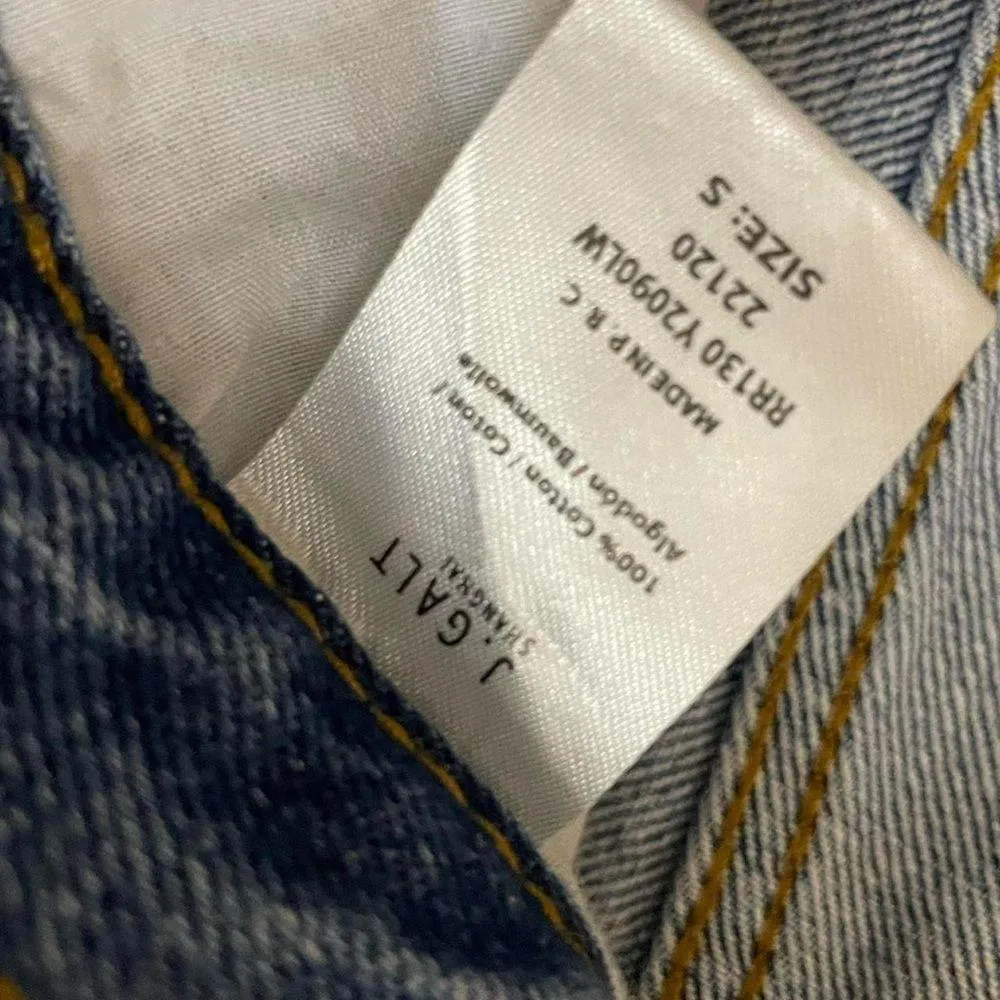 J.GALT
SHANGHAI
100% Cotton / Coton /
Algodón / Baumwolle
MADE IN P. R. C
RR130 Y2090LW
22120
SIZE: S